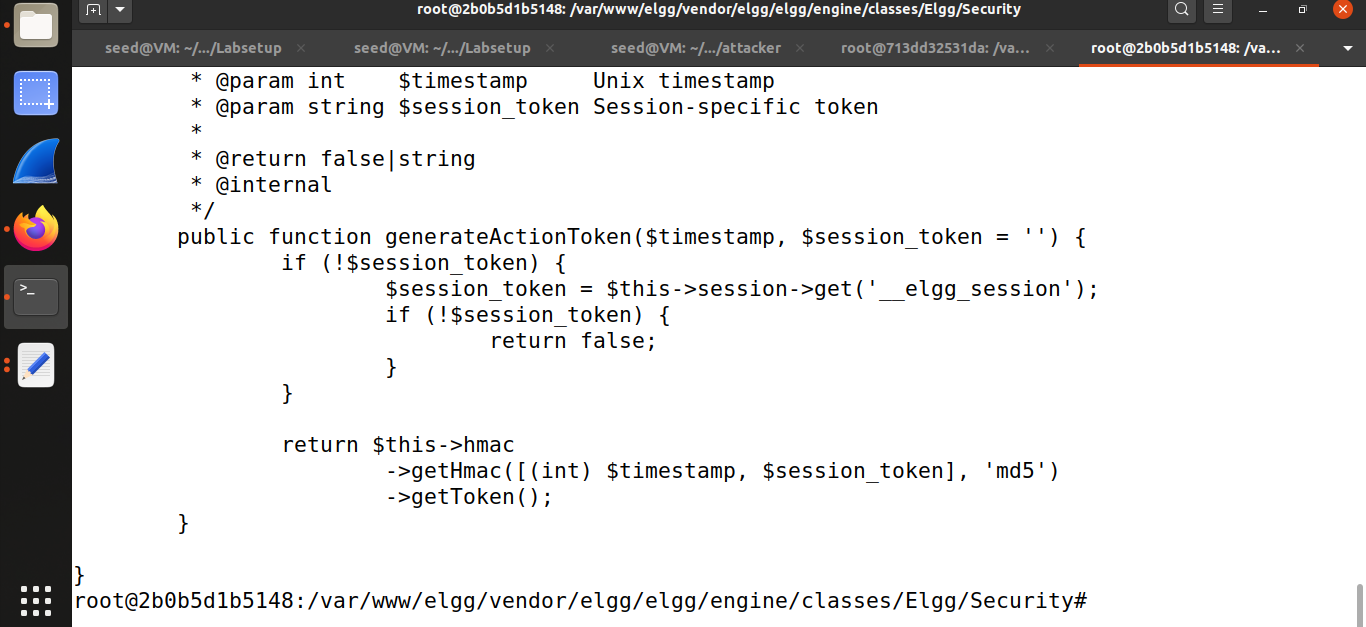 root@2b0b5d1b5148: /var/www/elgg/vendor/elgg/elgg/engine/classes/Elgg/Security
seed@VM: ~/.../Labsetup × seed@VM: ~/.../Labsetup × seed@VM: ~/.../attacker × root@713dd32531da: /va... × root@2b0b5d1b5148: /va... ×
* @param int    $timestamp     Unix timestamp
* @param string $session_token Session-specific token
*
* @return false|string
* @internal
*/
public function generateActionToken($timestamp, $session_token = '') {
if (!$session_token) {
$session_token = $this->session->get('__elgg_session');
if (!$session_token) {
return false;
}
}
return $this->hmac
->getHmac([(int) $timestamp, $session_token], 'md5')
->getToken();
}
}
root@2b0b5d1b5148:/var/www/elgg/vendor/elgg/elgg/engine/classes/Elgg/Security#